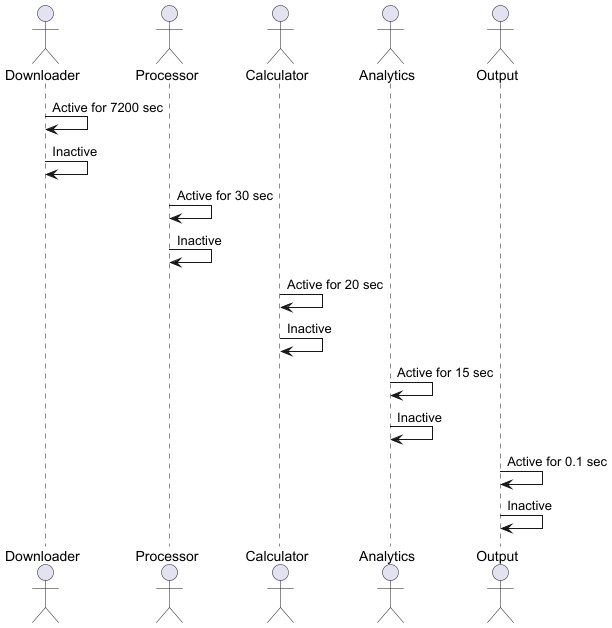 Downloader Processor Calculator Analytics Output
Active for 7200 sec
Inactive
Active for 30 sec
Inactive
Active for 20 sec
Inactive
Active for 15 sec
Inactive
Active for 0.1 sec
Inactive
Downloader Processor Calculator Analytics Output